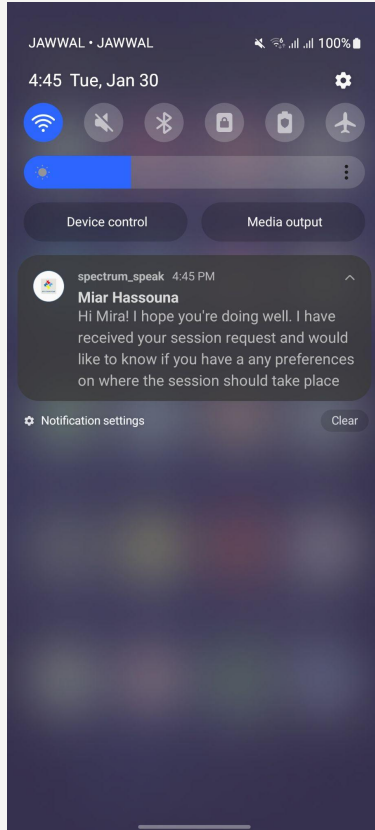 JAWWAL • JAWWAL 100%
4:45 Tue, Jan 30
Device control Media output
spectrum_speak 4:45 PM
Miar Hassouna
Hi Mira! I hope you're doing well. I have
received your session request and would
like to know if you have a any preferences
on where the session should take place
Notification settings Clear